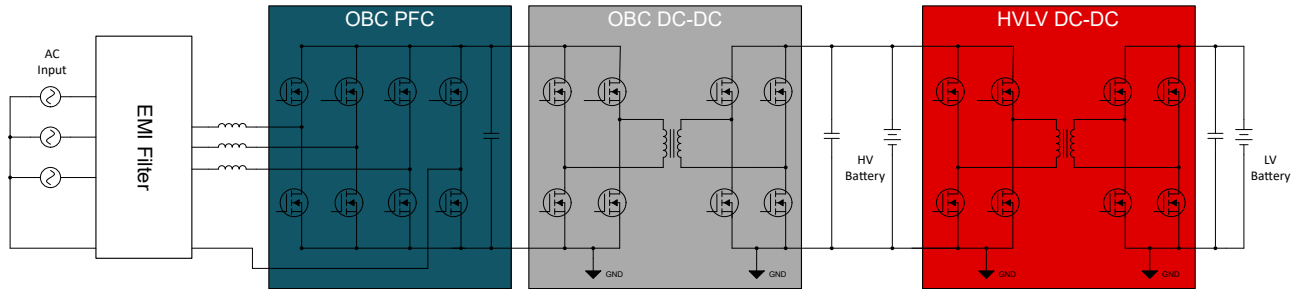 OBC PFC
OBC DC-DC
HVLV DC-DC
AC
Input
EMI Filter
HV
Battery
LV
Battery
GND
GND
GND
GND